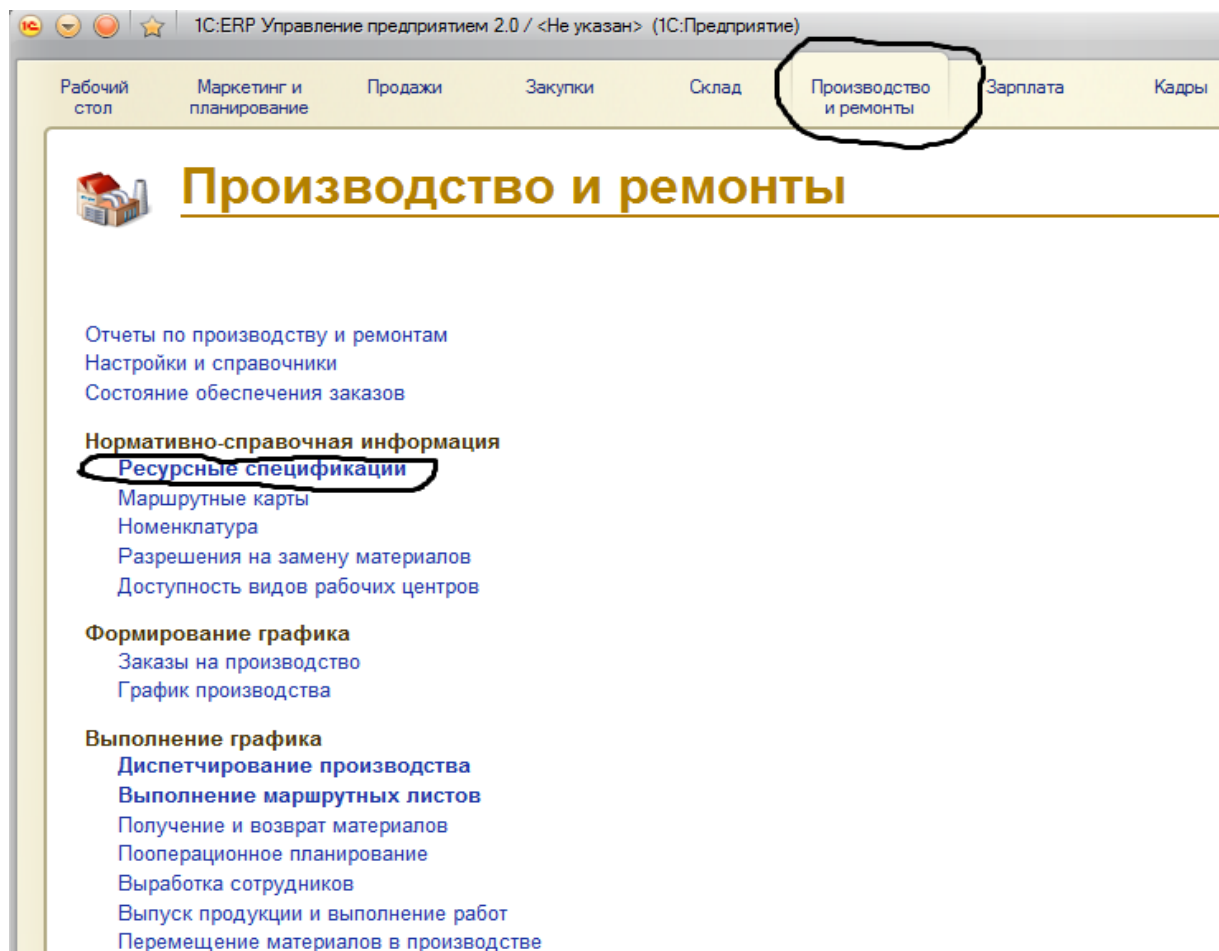 1С:ERP Управление предприятием 2.0 / <Не указан> (1С:Предприятие)
Рабочий стол
Маркетинг и планирование
Продажи
Закупки
Склад
Производство и ремонты
Зарплата
Кадры
Производство и ремонты
Отчеты по производству и ремонтам
Настройки и справочники
Состояние обеспечения заказов
Нормативно-справочная информация
Ресурсные спецификации
Маршрутные карты
Номенклатура
Разрешения на замену материалов
Доступность видов рабочих центров
Формирование графика
Заказы на производство
График производства
Выполнение графика
Диспетчирование производства
Выполнение маршрутных листов
Получение и возврат материалов
Пооперационное планирование
Выработка сотрудников
Выпуск продукции и выполнение работ
Перемещение материалов в производстве